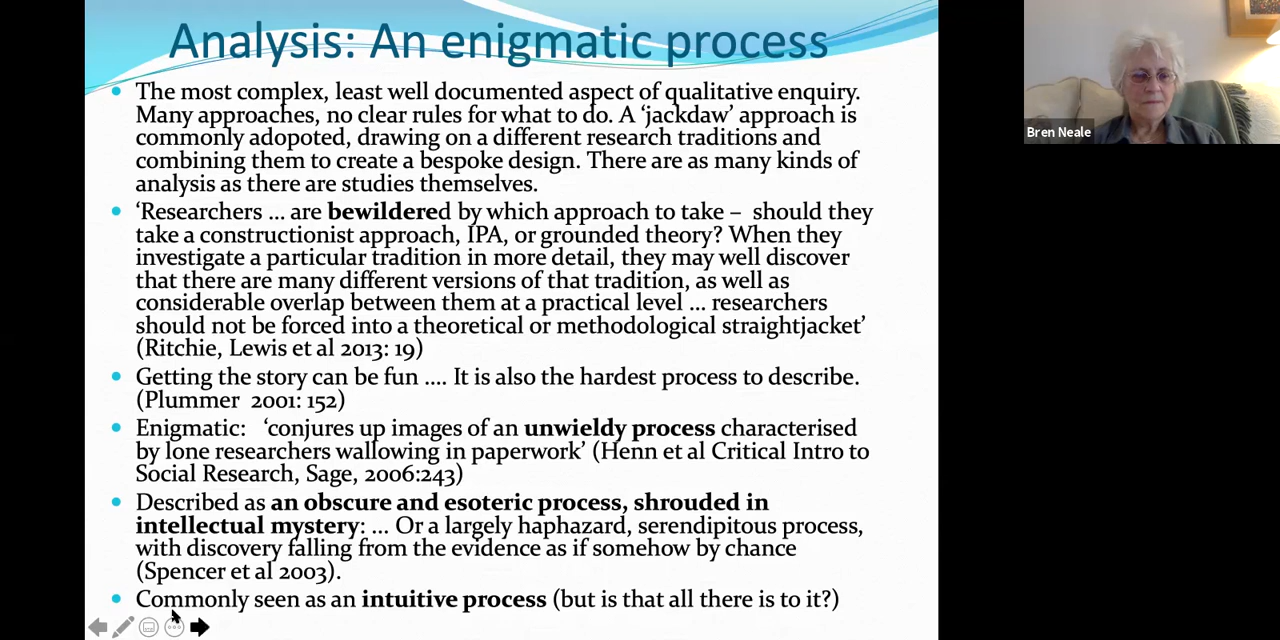 Analysis: An enigmatic process
The most complex, least well documented aspect of qualitative enquiry.
Many approaches, no clear rules for what to do. A ‘jackdaw’ approach is
commonly adopoted, drawing on a different research traditions and
combining them to create a bespoke design. There are as many kinds of
analysis as there are studies themselves.
‘Researchers ... are bewildered by which approach to take – should they
take a constructionist approach, IPA, or grounded theory? When they
investigate a particular tradition in more detail, they may well discover
that there are many different versions of that tradition, as well as
considerable overlap between them at a practical level ... researchers
should not be forced into a theoretical or methodological straightjacket’
(Ritchie, Lewis et al 2013: 19)
Getting the story can be fun .... It is also the hardest process to describe.
(Plummer 2001: 152)
Enigmatic: ‘conjures up images of an unwieldy process characterised
by lone researchers wallowing in paperwork’ (Henn et al Critical Intro to
Social Research, Sage, 2006:243)
Described as an obscure and esoteric process, shrouded in
intellectual mystery: ... Or a largely haphazard, serendipitous process,
with discovery falling from the evidence as if somehow by chance
(Spencer et al 2003).
Commonly seen as an intuitive process (but is that all there is to it?)
Bren Neale